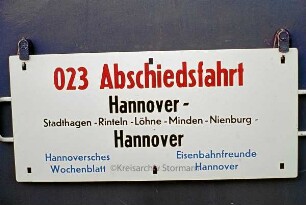 023 Abschiedsfahrt
Hannover -
Stadthagen - Rinteln - Löhne - Minden - Nienburg -
Hannover
Hannoversches Eisenbahnfreunde
Wochenblatt Hannover
©Kreisarchiv Stormarn